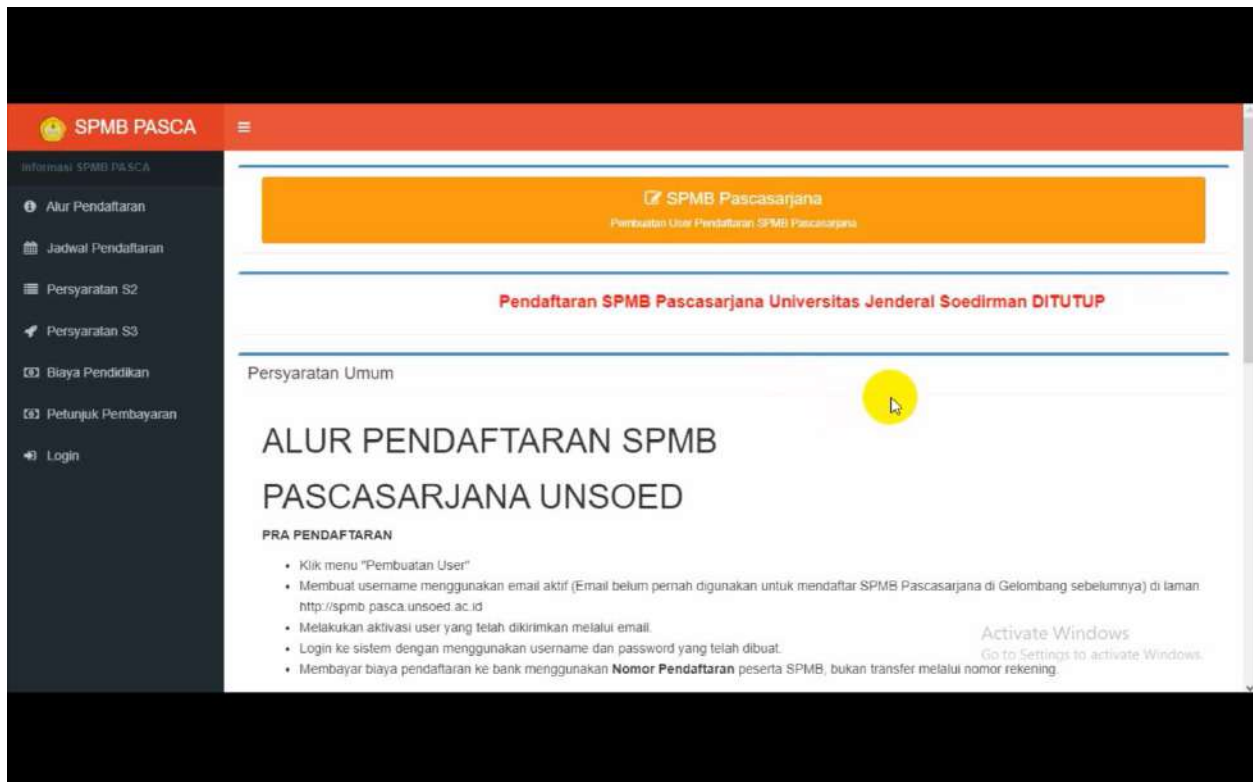 SPMB PASCA
Informasi SPMB PASCA
Alur Pendaftaran
Jadwal Pendaftaran
Persyaratan S2
Persyaratan S3
Biaya Pendidikan
Petunjuk Pembayaran
Login
SPMB Pascasarjana
Pembuatan User Pendaftaran SPMB Pascasarjana
Pendaftaran SPMB Pascasarjana Universitas Jenderal Soedirman DITUTUP
Persyaratan Umum
ALUR PENDAFTARAN SPMB
PASCASARJANA UNSOED
PRA PENDAFTARAN
• Klik menu "Pembuatan User"
• Membuat username menggunakan email aktif (Email belum pernah digunakan untuk mendaftar SPMB Pascasarjana di Gelombang sebelumnya) di laman
http://spmb.pasca.unsoed.ac.id
• Melakukan aktivasi user yang telah dikirimkan melalui email.
• Login ke sistem dengan menggunakan username dan password yang telah dibuat.
• Membayar biaya pendaftaran ke bank menggunakan Nomor Pendaftaran peserta SPMB, bukan transfer melalui nomor rekening.
Activate Windows
Go to Settings to activate Windows.